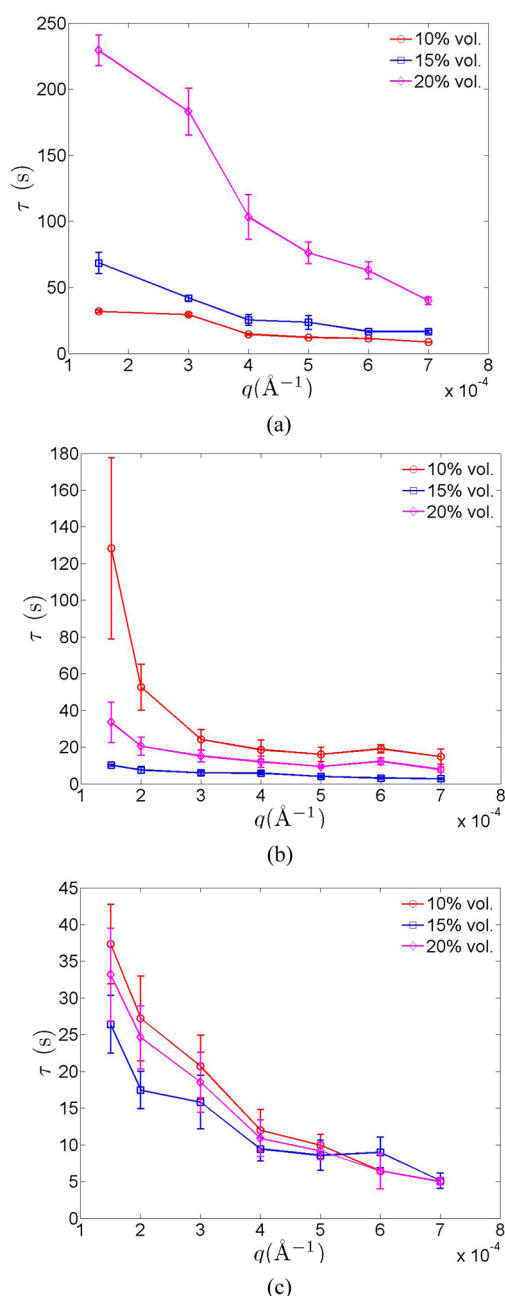 250
200
150
100
50
0
τ (s)
10% vol.
15% vol.
20% vol.
1 2 3 4 5 6 7 8
q(Å⁻¹)
x 10⁻⁴
(a)
180
160
140
120
100
80
60
40
20
0
τ (s)
10% vol.
15% vol.
20% vol.
1 2 3 4 5 6 7 8
q(Å⁻¹)
x 10⁻⁴
(b)
45
40
35
30
25
20
15
10
5
0
τ (s)
10% vol.
15% vol.
20% vol.
1 2 3 4 5 6 7 8
q(Å⁻¹)
x 10⁻⁴
(c)